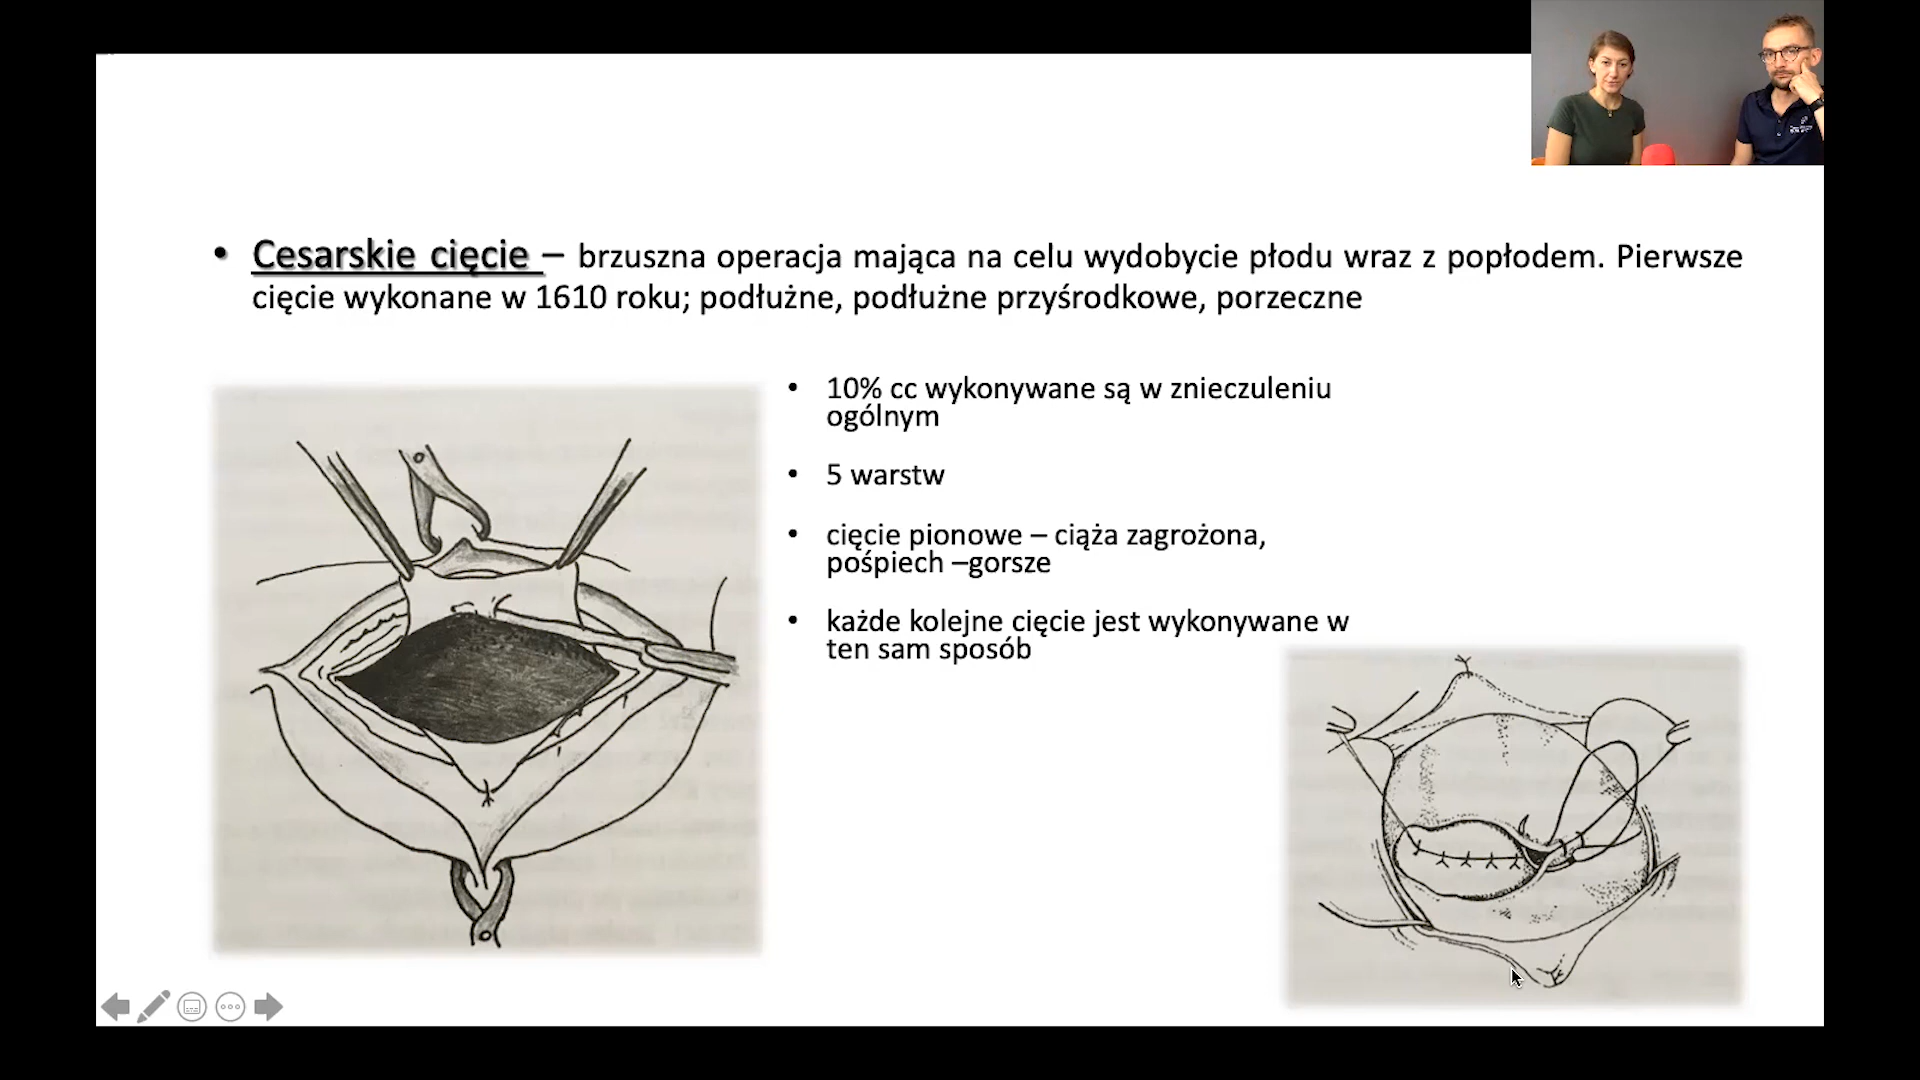 • Cesarskie cięcie – brzuszna operacja mająca na celu wydobycie płodu wraz z popłodem. Pierwsze
cięcie wykonane w 1610 roku; podłużne, podłużne przyśrodkowe, porzeczne
• 10% cc wykonywane są w znieczuleniu
ogólnym
• 5 warstw
• cięcie pionowe – ciąża zagrożona,
pośpiech –gorsze
• każde kolejne cięcie jest wykonywane w
ten sam sposób